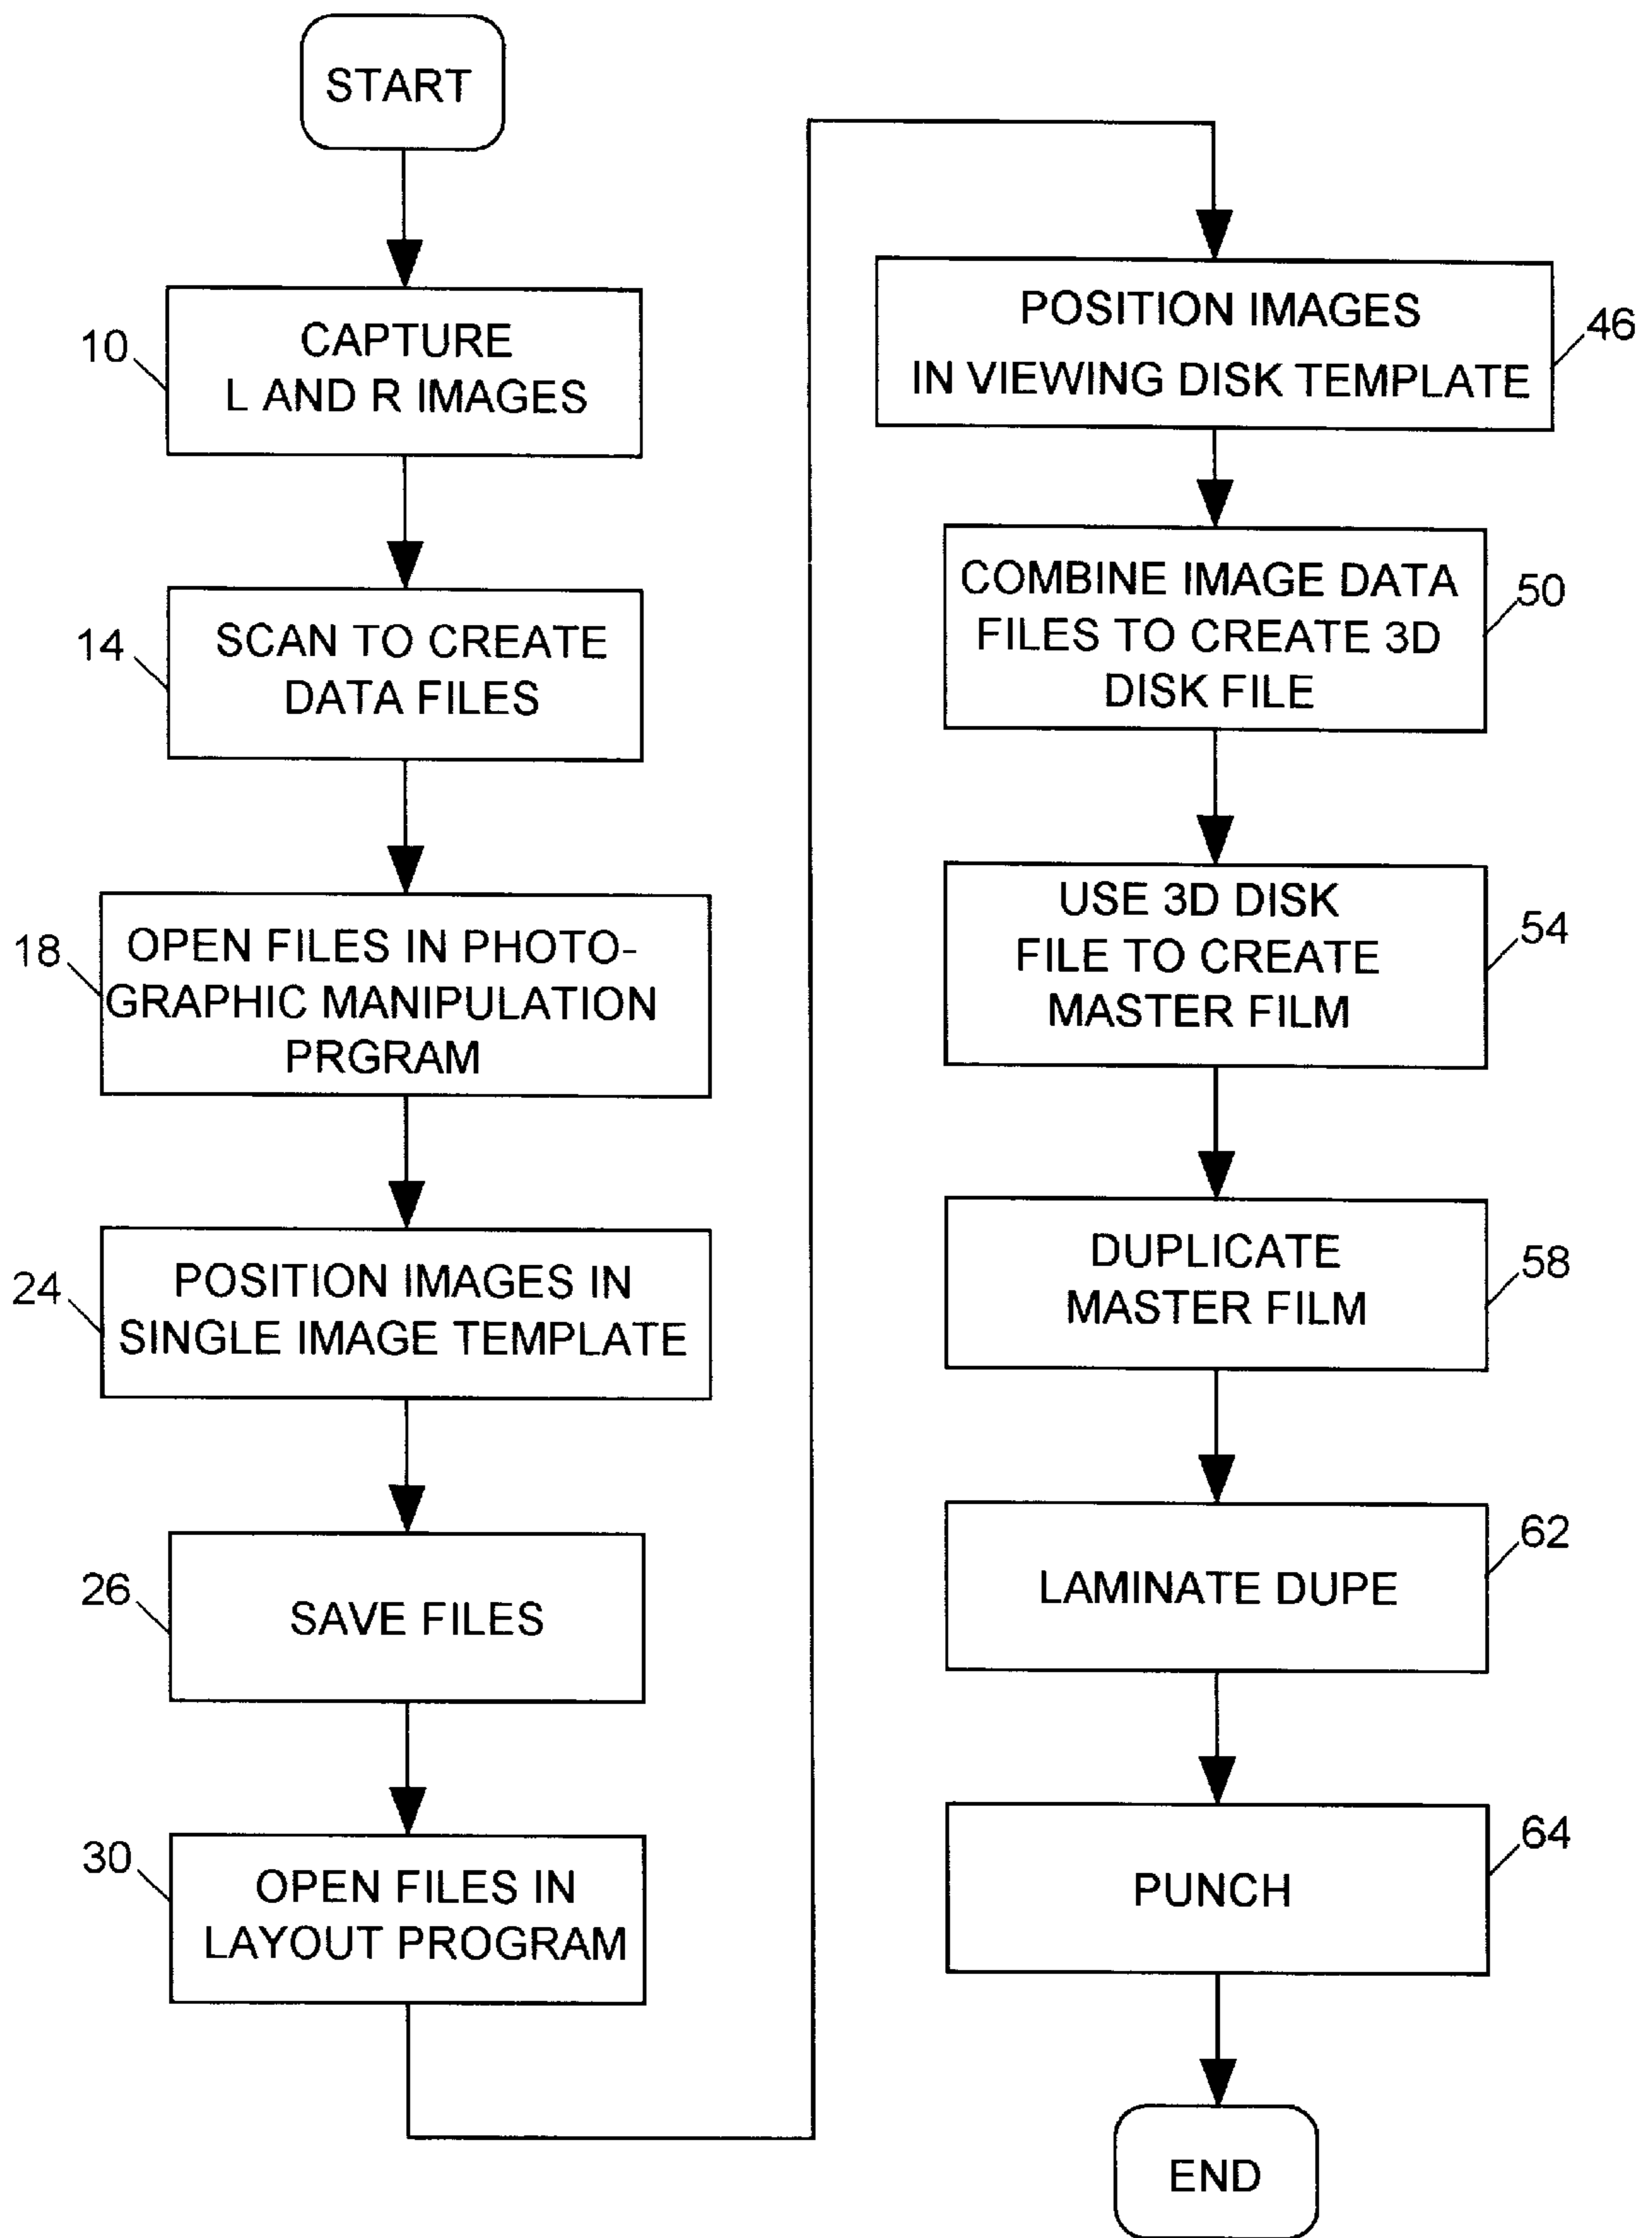 START
10
CAPTURE
L AND R IMAGES
14
SCAN TO CREATE
DATA FILES
18
OPEN FILES IN PHOTO-
GRAPHIC MANIPULATION
PRGRAM
24
POSITION IMAGES IN
SINGLE IMAGE TEMPLATE
26
SAVE FILES
30
OPEN FILES IN
LAYOUT PROGRAM
POSITION IMAGES
IN VIEWING DISK TEMPLATE
46
COMBINE IMAGE DATA
FILES TO CREATE 3D
DISK FILE
50
USE 3D DISK
FILE TO CREATE
MASTER FILM
54
DUPLICATE
MASTER FILM
58
LAMINATE DUPE
62
PUNCH
64
END